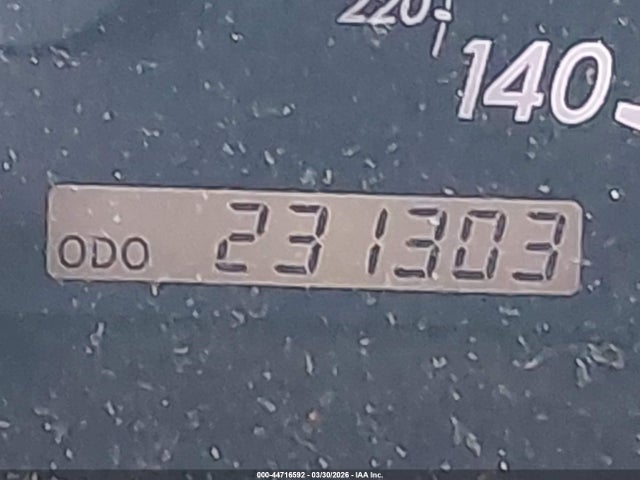 220
140
ODO 231303
000-44716592 - 03/30/2026 - IAA Inc.